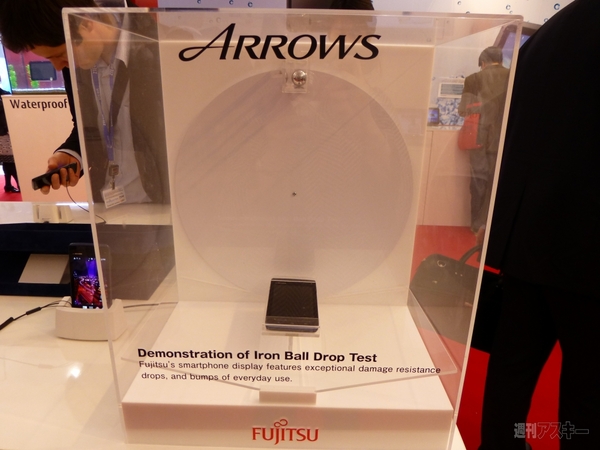 ARROWS
Waterproof
Demonstration of Iron Ball Drop Test
Fujitsu's smartphone display features exceptional damage resistance
drops, and bumps of everyday use.
FUJITSU
週刊アスキー